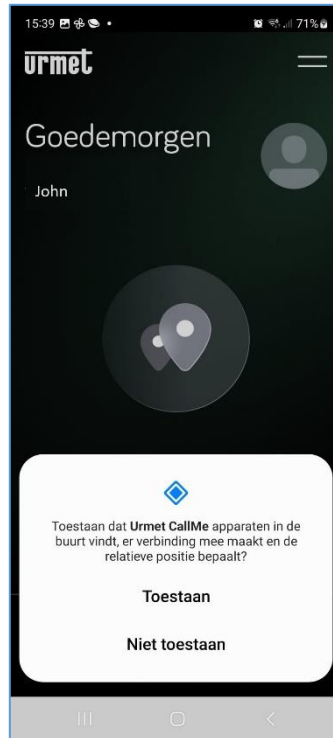 15:39
71%
urmet
Goedemorgen
John
Toestaan dat Urmet CallMe apparaten in de
buurt vindt, er verbinding mee maakt en de
relatieve positie bepaalt?
Toestaan
Niet toestaan